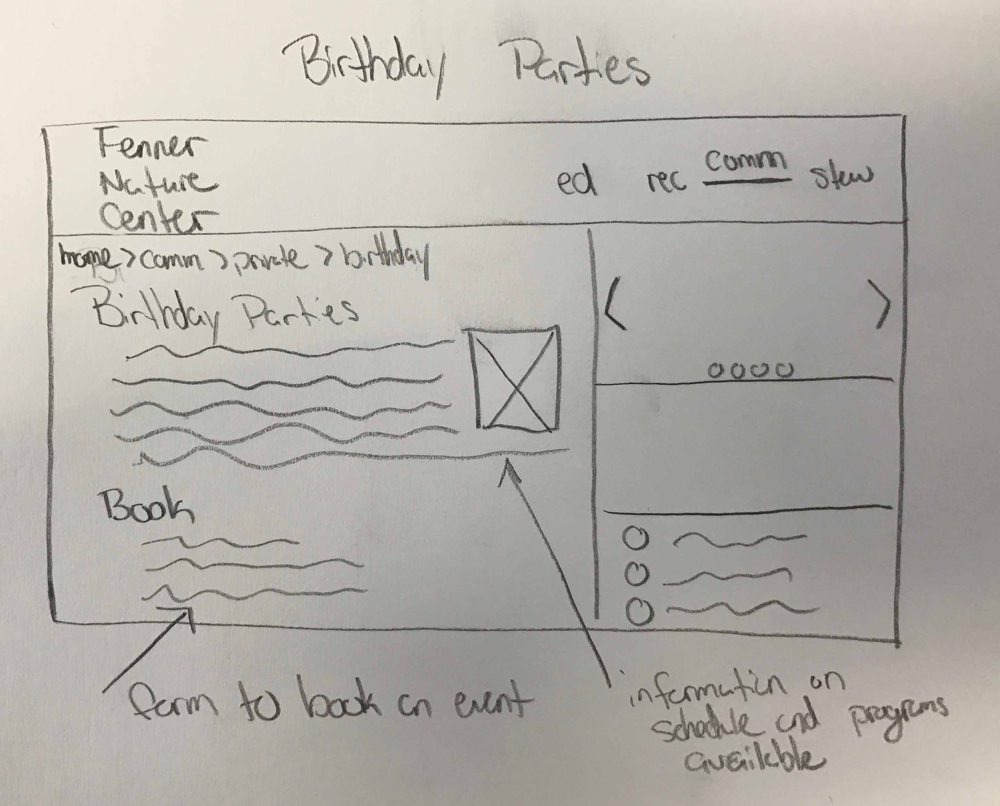 Birthday Parties
Fenner
Nature
Center
ed rec comm stew
home > comm > private > birthday
Birthday Parties
Book
form to book an event
information on
schedule and programs
available